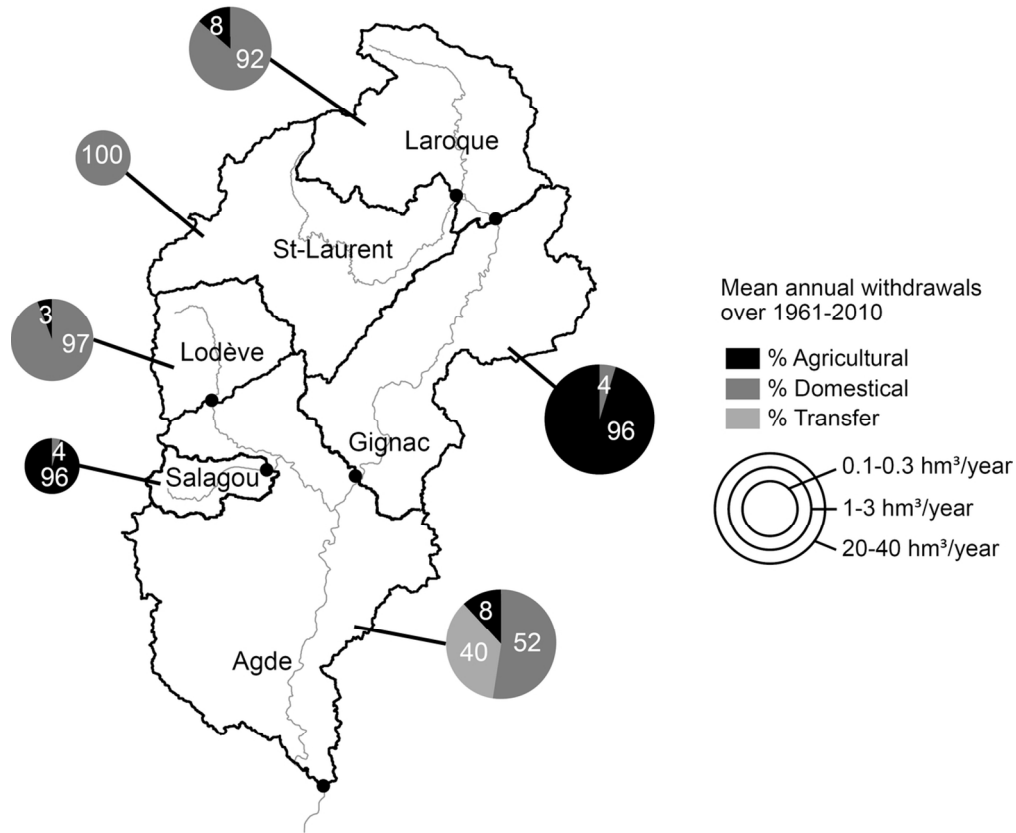 8
92
Laroque
100
St-Laurent
Mean annual withdrawals
over 1961-2010
3
97
Lodève
% Agricultural
% Domestical
% Transfer
4
96
Gignac
4
96
Salagou
0.1-0.3 hm³/year
1-3 hm³/year
20-40 hm³/year
8
40
52
Agde